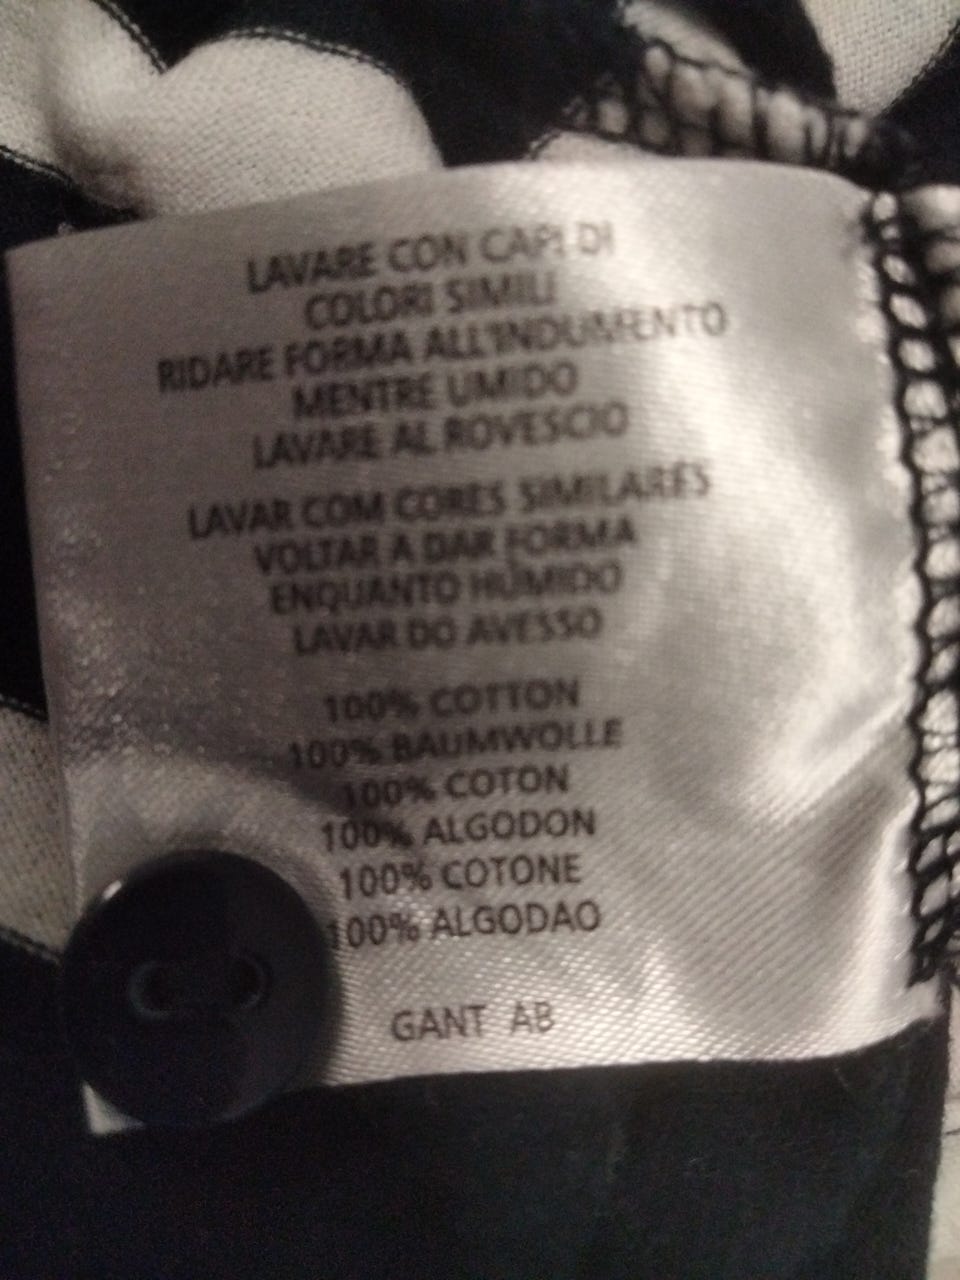 LAVARE CON CAPI DI
COLORI SIMILI
RIDARE FORMA ALL'INDUMENTO
MENTRE UMIDO
LAVARE AL ROVESCIO
LAVAR COM CORES SIMILARES
VOLTAR A DAR FORMA
ENQUANTO HÚMIDO
LAVAR DO AVESSO
100% COTTON
100% BAUMWOLLE
100% COTON
100% ALGODON
100% COTONE
100% ALGODAO
GANT AB